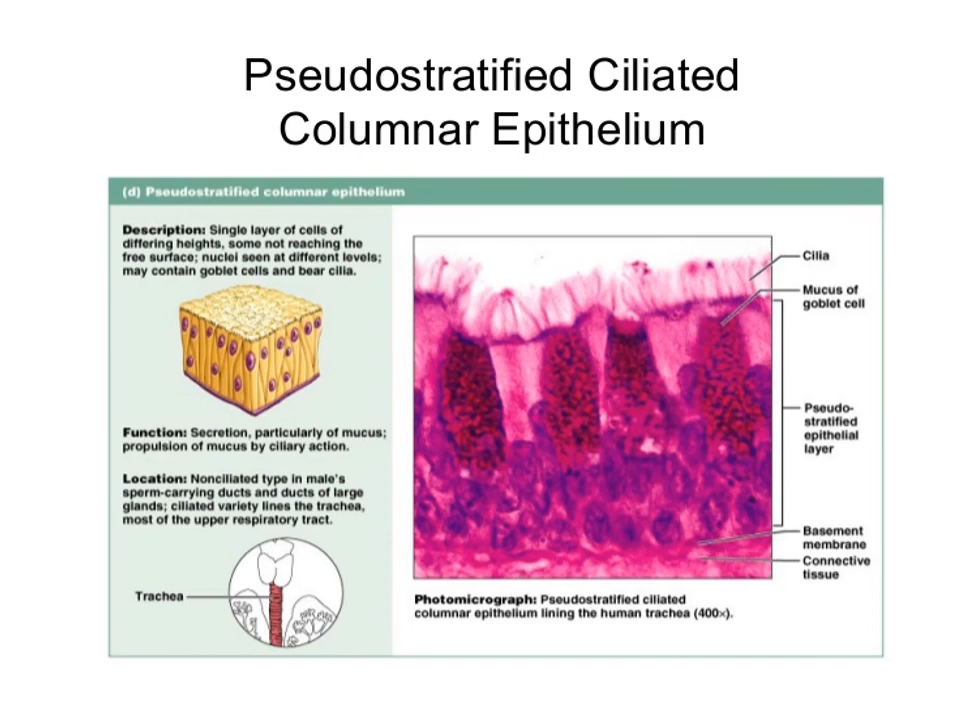 Pseudostratified Ciliated
Columnar Epithelium
(d) Pseudostratified columnar epithelium
Description: Single layer of cells of
differing heights, some not reaching the
free surface; nuclei seen at different levels;
may contain goblet cells and bear cilia.
Function: Secretion, particularly of mucus;
propulsion of mucus by ciliary action.
Location: Nonciliated type in male's
sperm-carrying ducts and ducts of large
glands; ciliated variety lines the trachea,
most of the upper respiratory tract.
Trachea
Cilia
Mucus of
goblet cell
Pseudo-
stratified
epithelial
layer
Basement
membrane
Connective
tissue
Photomicrograph: Pseudostratified ciliated
columnar epithelium lining the human trachea (400×).